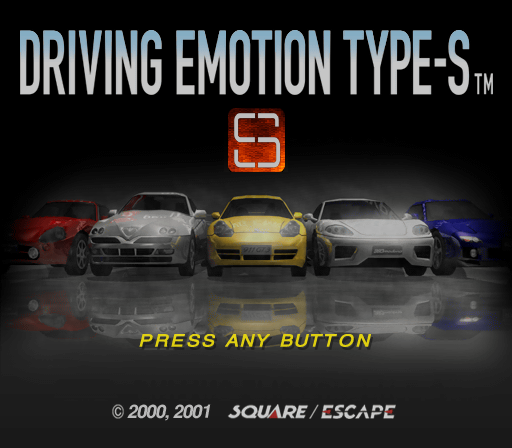 DRIVING EMOTION TYPE-S™
S
PRESS ANY BUTTON
© 2000, 2001 SQUARE / ESCAPE